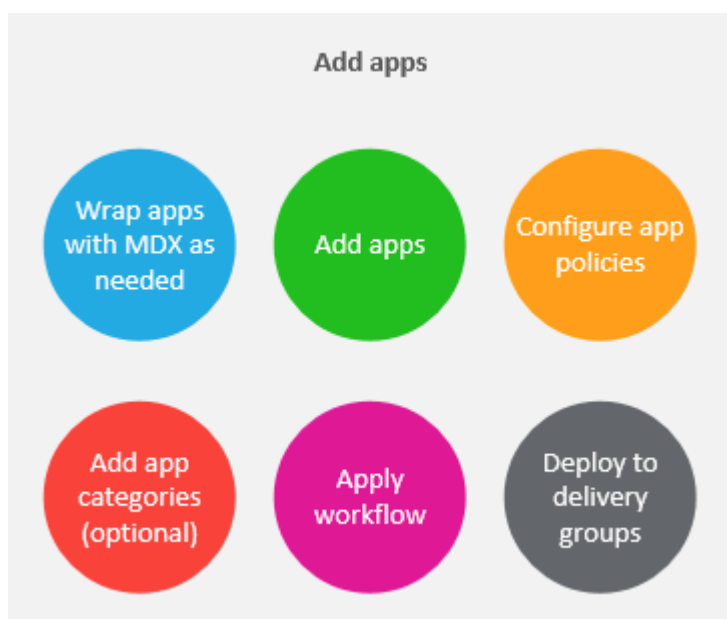 Add apps
Wrap apps
with MDX as
needed
Add apps
Configure app
policies
Add app
categories
(optional)
Apply
workflow
Deploy to
delivery
groups